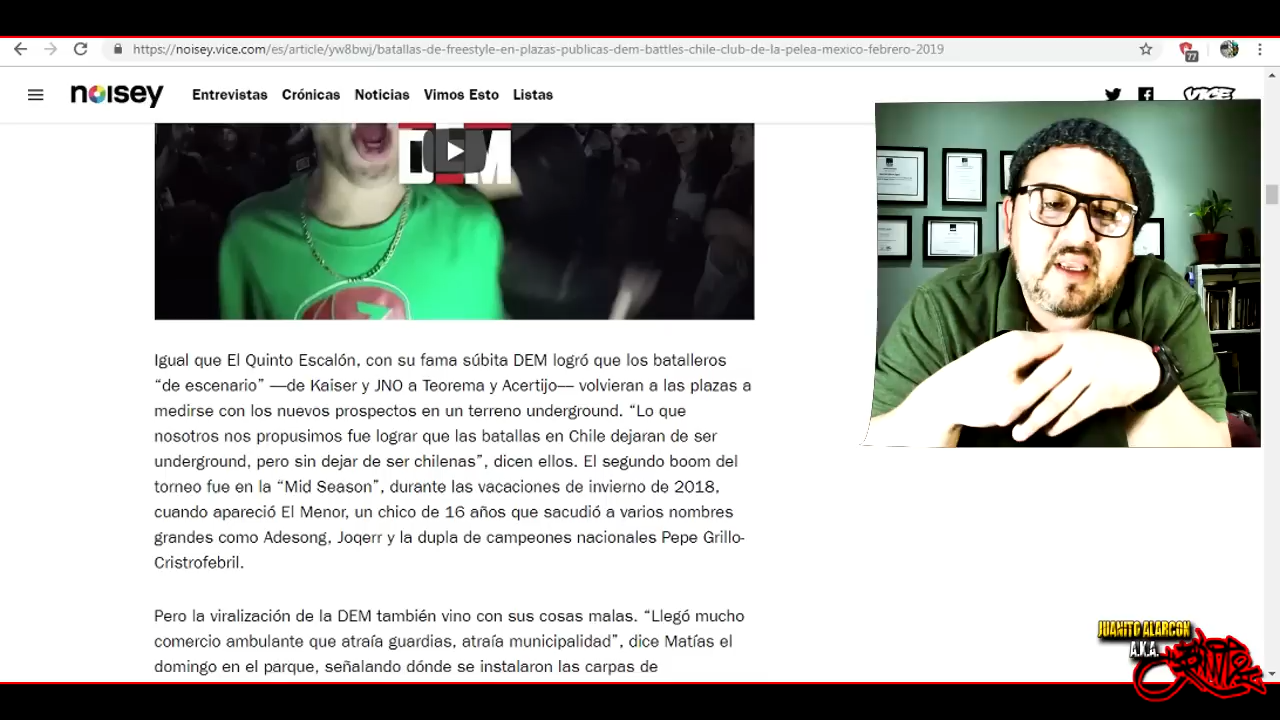 https://noisey.vice.com/es/article/yw8bwj/batallas-de-freestyle-en-plazas-publicas-dem-battles-chile-club-de-la-pelea-mexico-febrero-2019
77
noisey Entrevistas Crónicas Noticias Vimos Esto Listas VICE
DEM
Igual que El Quinto Escalón, con su fama súbita DEM logró que los batalleros
“de escenario” —de Kaiser y JNO a Teorema y Acertijo— volvieran a las plazas a
medirse con los nuevos prospectos en un terreno underground. “Lo que
nosotros nos propusimos fue lograr que las batallas en Chile dejaran de ser
underground, pero sin dejar de ser chilenas”, dicen ellos. El segundo boom del
torneo fue en la “Mid Season”, durante las vacaciones de invierno de 2018,
cuando apareció El Menor, un chico de 16 años que sacudió a varios nombres
grandes como Adesong, Joqerr y la dupla de campeones nacionales Pepe Grillo-
Cristrofebril.
Pero la viralización de la DEM también vino con sus cosas malas. “Llegó mucho
comercio ambulante que atraía guardias, atraía municipalidad”, dice Matías el
domingo en el parque, señalando dónde se instalaron las carpas de
JUANITO ALARCON
A.K.A.